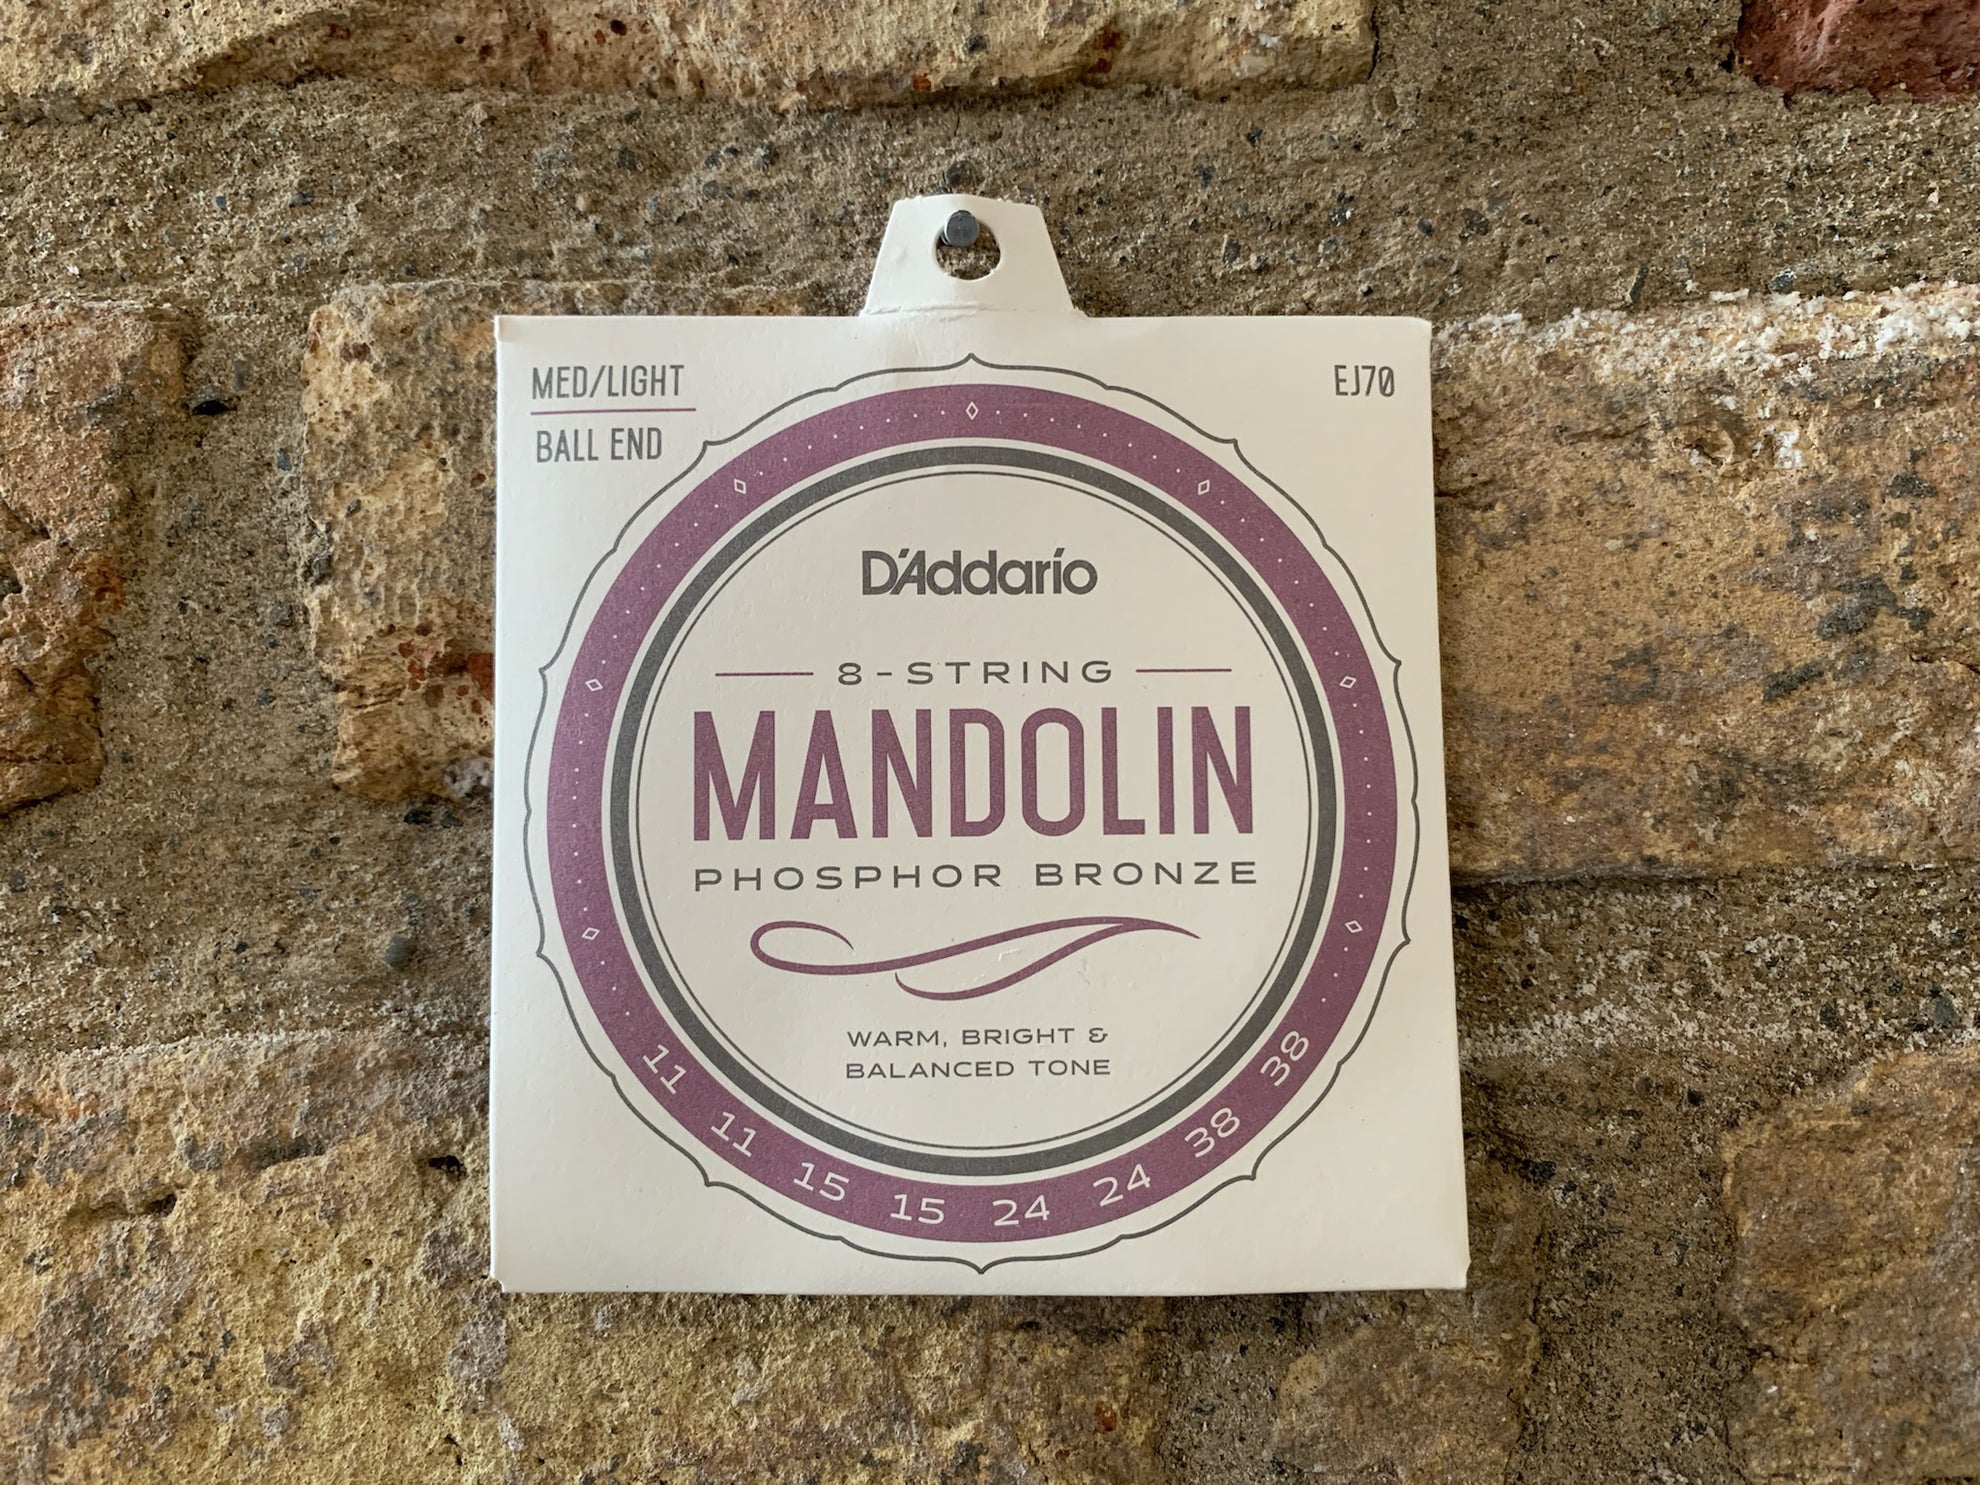 MED/LIGHT
BALL END
EJ70
D'Addario
8-STRING
MANDOLIN
PHOSPHOR BRONZE
WARM, BRIGHT &
BALANCED TONE
11 11 15 15 24 24 38 38